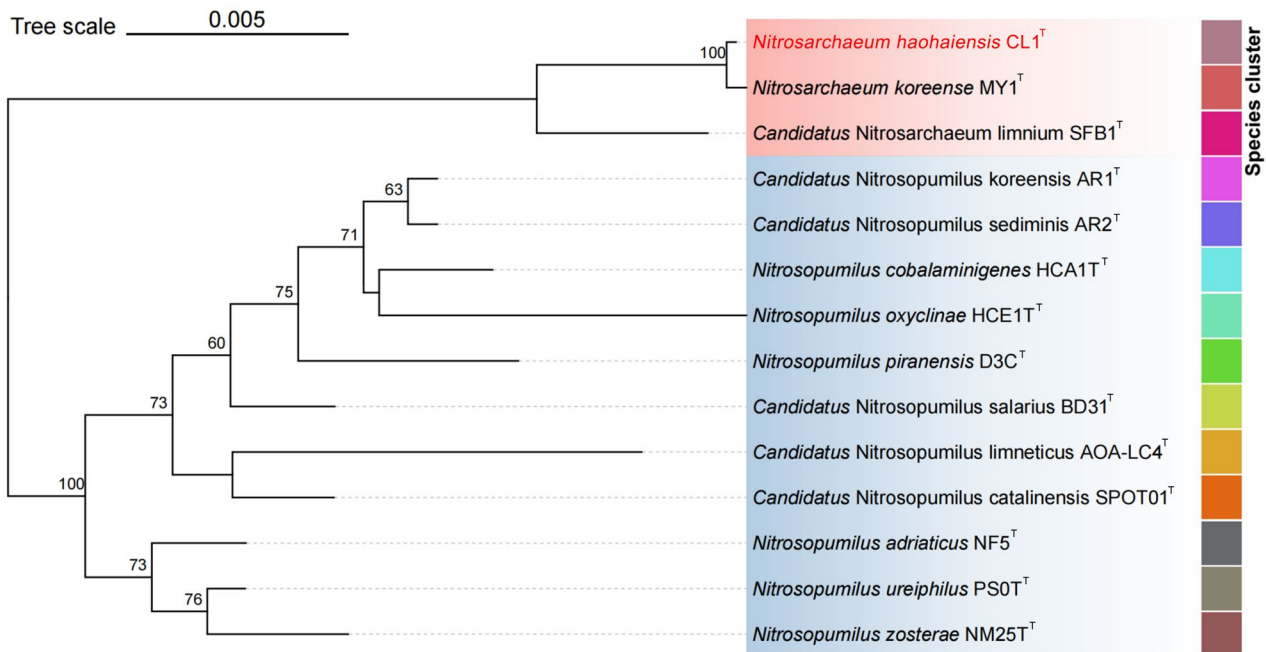 Tree scale 0.005
Species cluster
100
Nitrosarchaeum haohaiensis CL1ᵀ
Nitrosarchaeum koreense MY1ᵀ
Candidatus Nitrosarchaeum limnium SFB1ᵀ
63
Candidatus Nitrosopumilus koreensis AR1ᵀ
Candidatus Nitrosopumilus sediminis AR2ᵀ
71
Nitrosopumilus cobalaminigenes HCA1Tᵀ
75
Nitrosopumilus oxyclinae HCE1Tᵀ
60
Nitrosopumilus piranensis D3Cᵀ
73
Candidatus Nitrosopumilus salarius BD31ᵀ
Candidatus Nitrosopumilus limneticus AOA-LC4ᵀ
100
Candidatus Nitrosopumilus catalinensis SPOT01ᵀ
Nitrosopumilus adriaticus NF5ᵀ
73
Nitrosopumilus ureiphilus PS0Tᵀ
76
Nitrosopumilus zosterae NM25Tᵀ